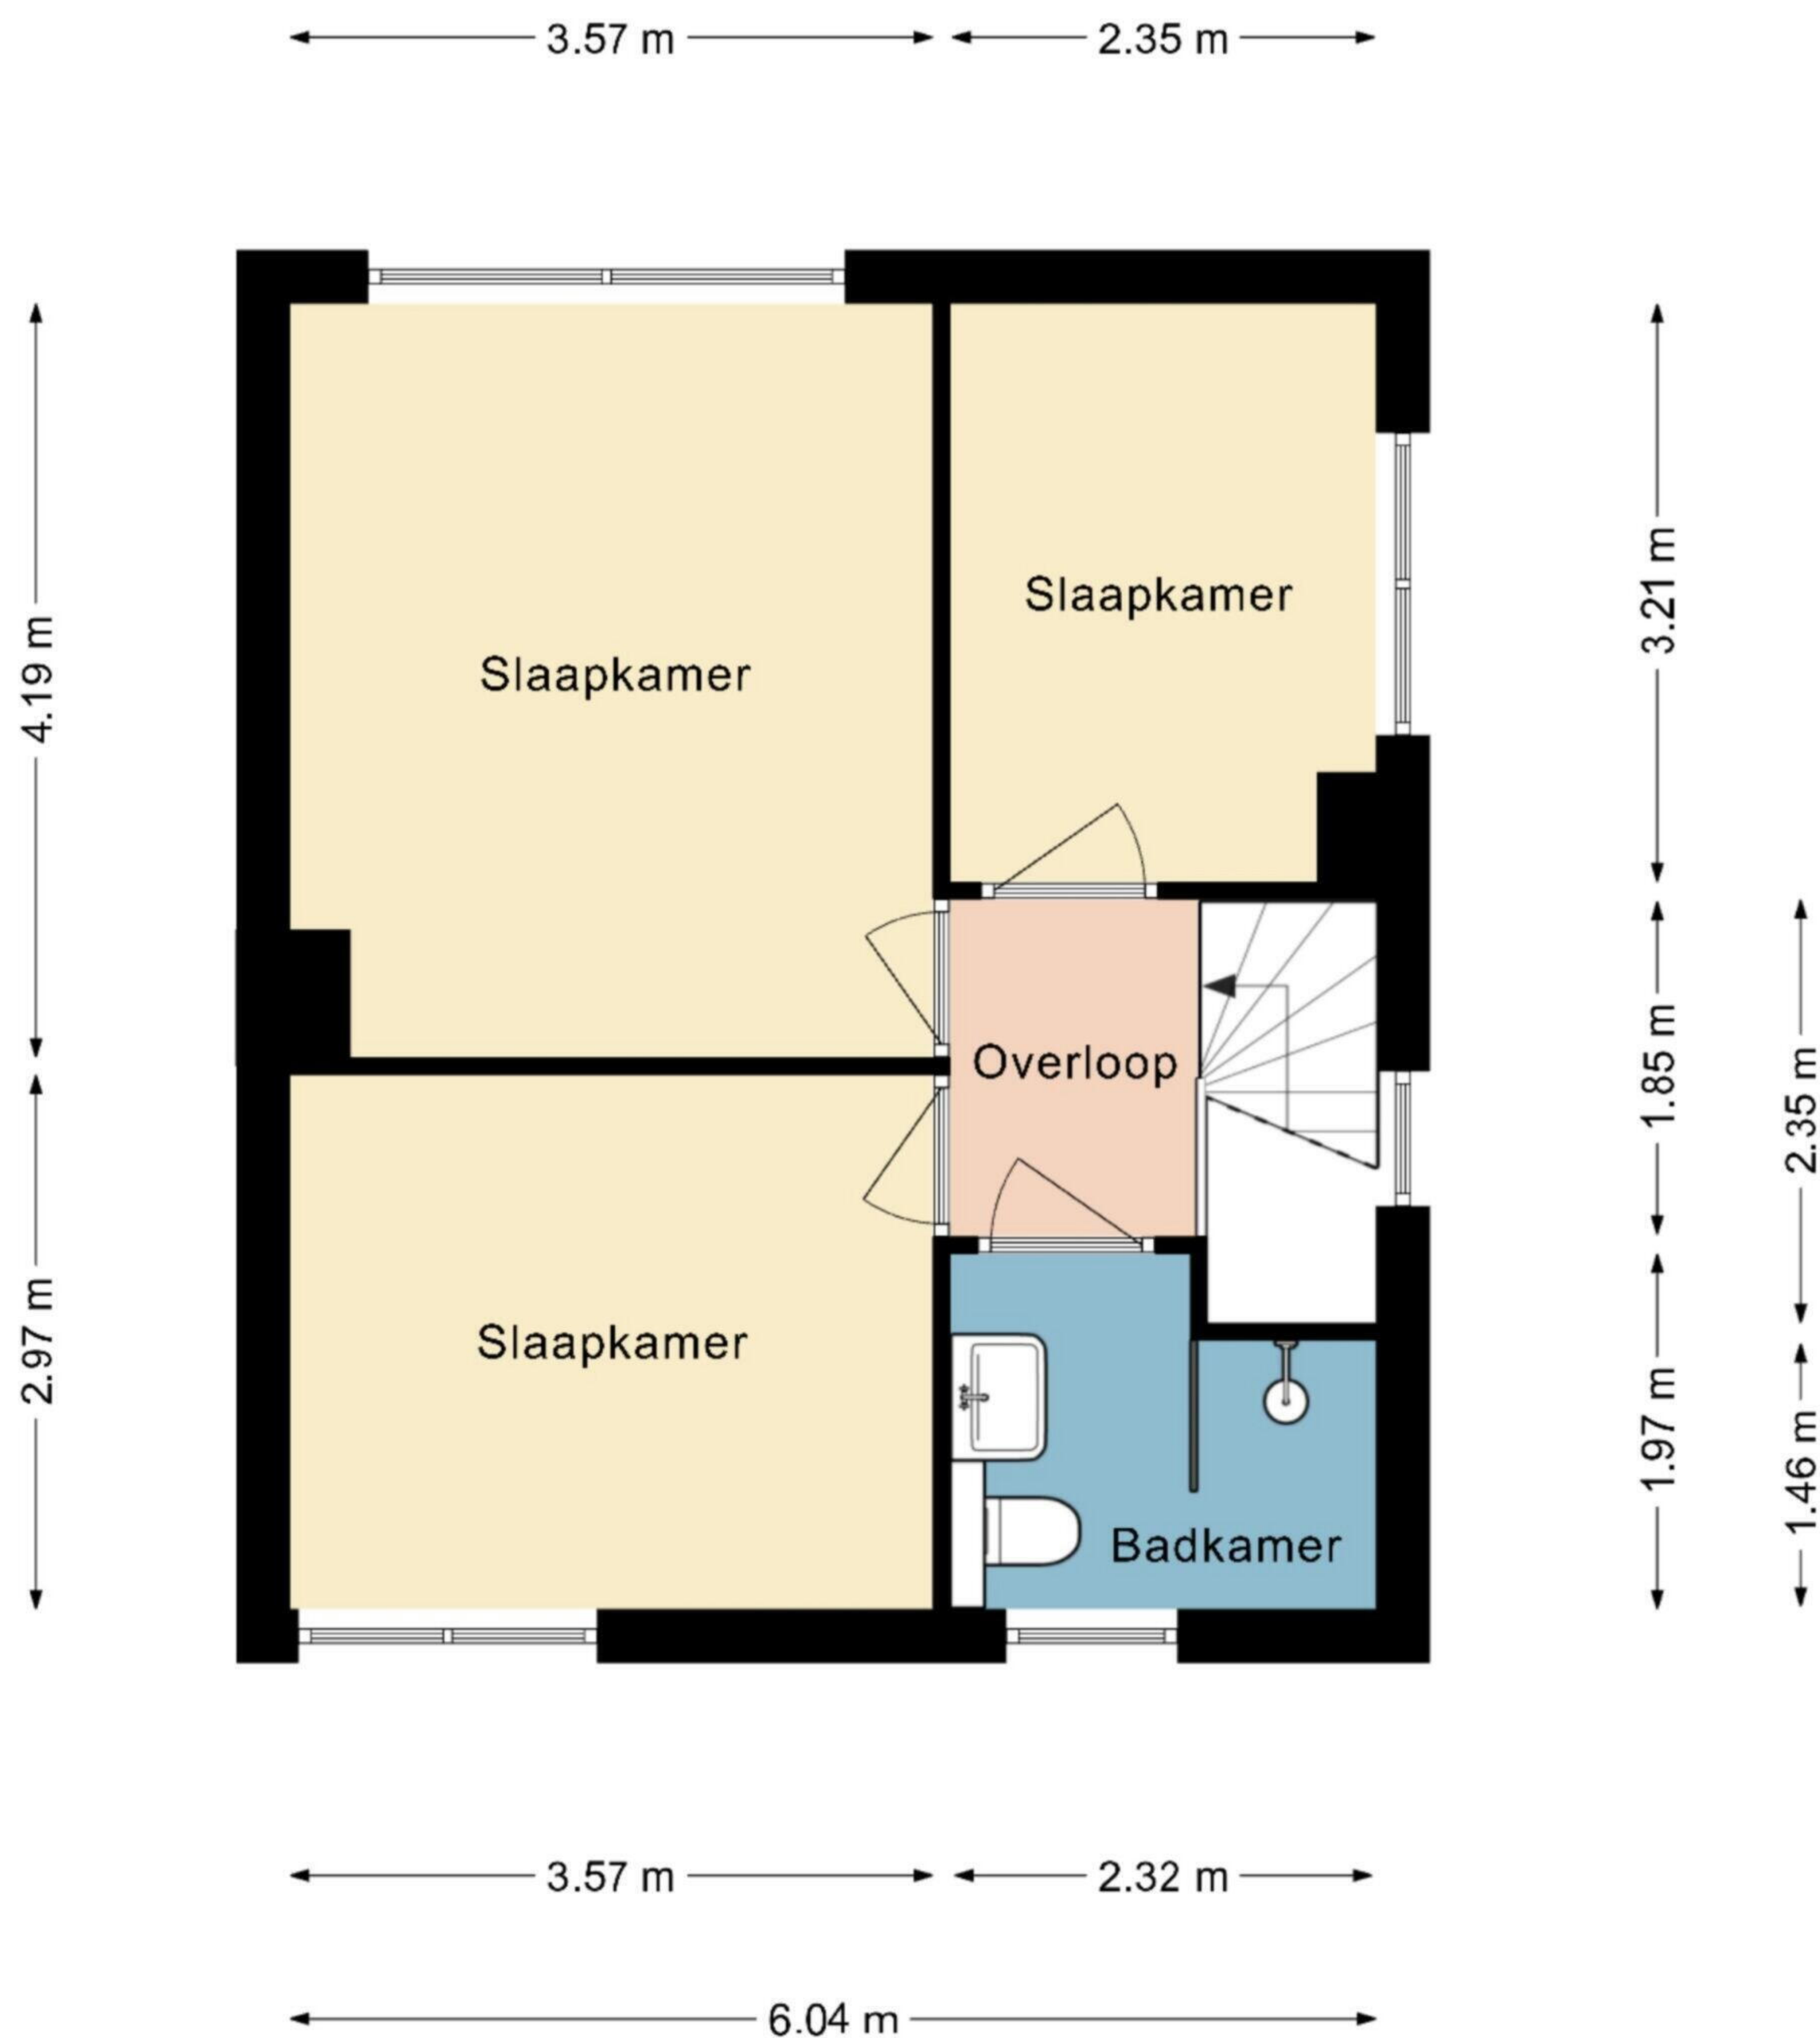 3.57 m
2.35 m
Slaapkamer
Slaapkamer
3.21 m
4.19 m
Overloop
1.85 m
2.35 m
Slaapkamer
2.97 m
Badkamer
1.97 m
1.46 m
3.57 m
2.32 m
6.04 m